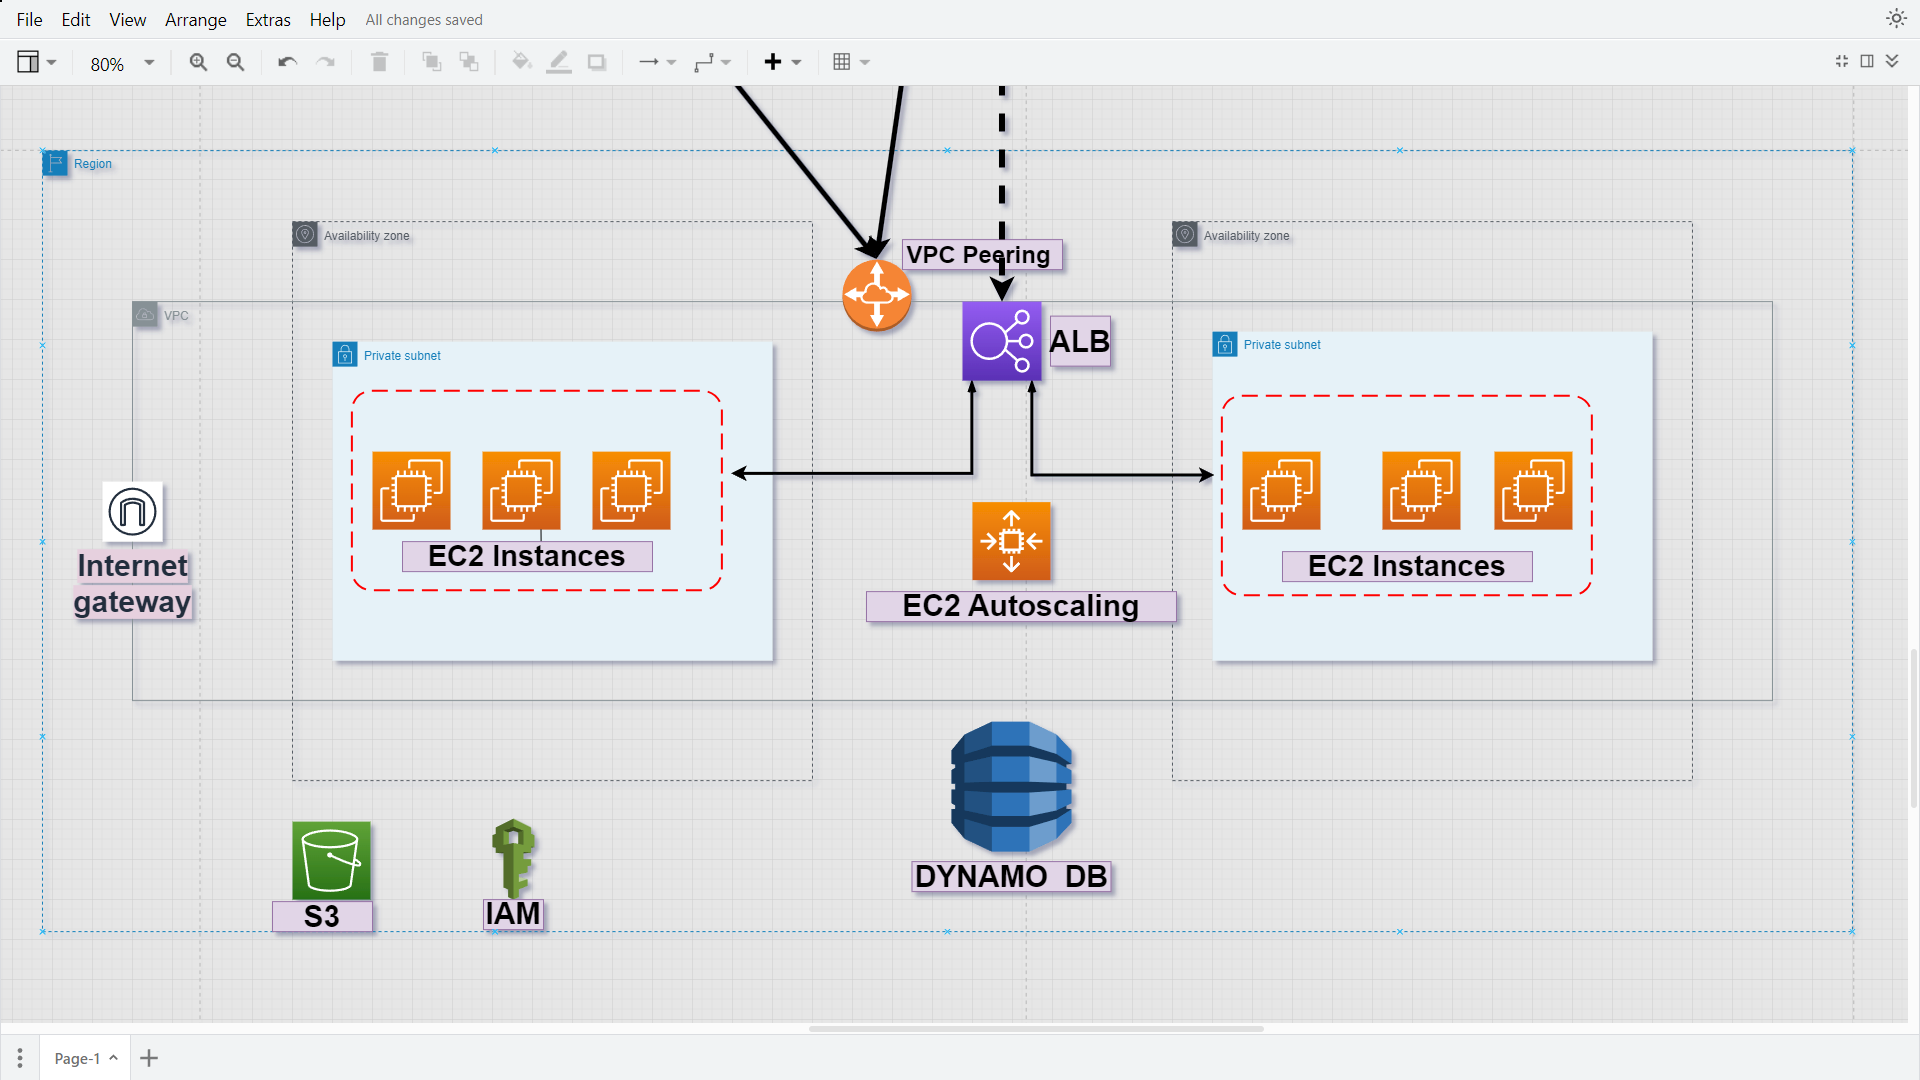 File Edit View Arrange Extras Help All changes saved
80%
Region
Availability zone
Availability zone
VPC Peering
VPC
ALB
Private subnet
Private subnet
EC2 Instances
EC2 Instances
Internet
gateway
EC2 Autoscaling
DYNAMO DB
S3
IAM
Page-1